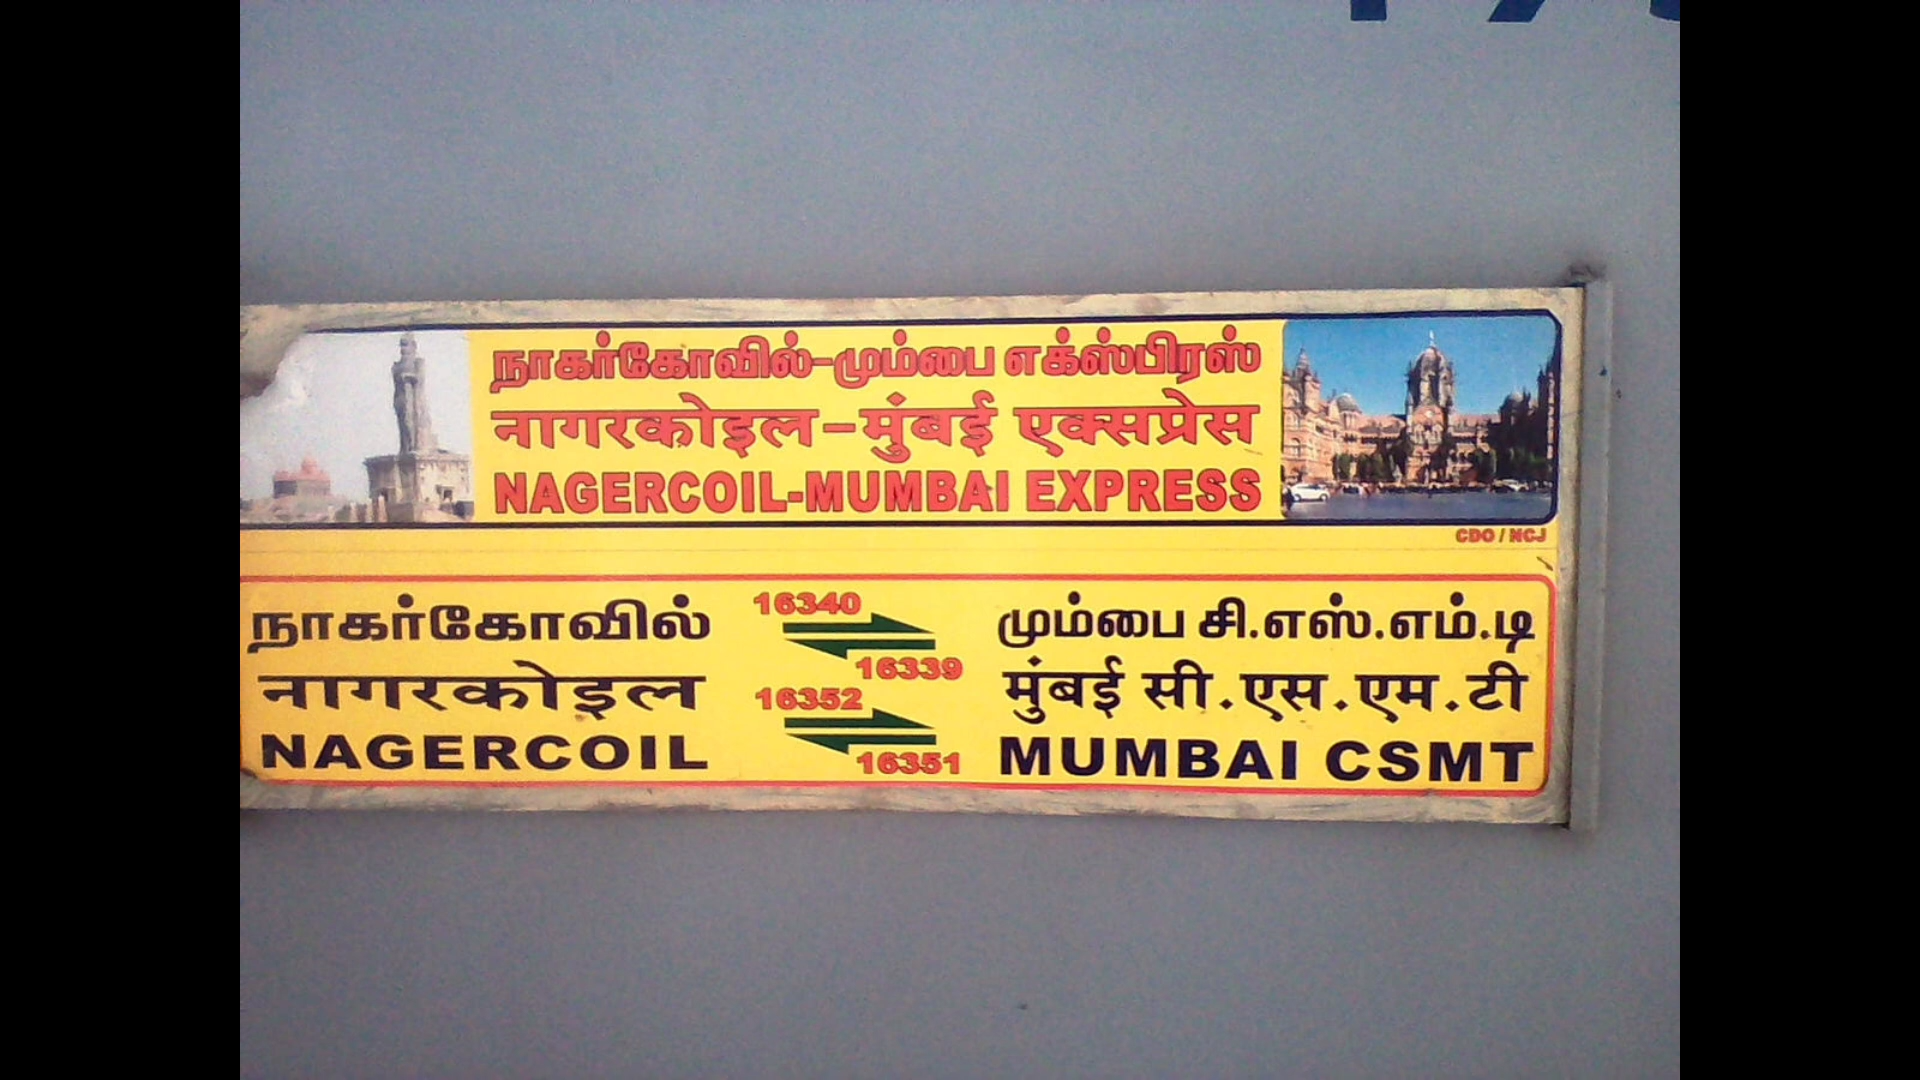 நாகர்கோவில்-மும்பை எக்ஸ்பிரஸ்
नागरकोइल-मुंबई एक्सप्रेस
NAGERCOIL-MUMBAI EXPRESS
CDO / NCJ
நாகர்கோவில் 16340 மும்பை சி.எஸ்.எம்.டி
16339
नागरकोइल 16352 मुंबई सी.एस.एम.टी
NAGERCOIL 16351 MUMBAI CSMT